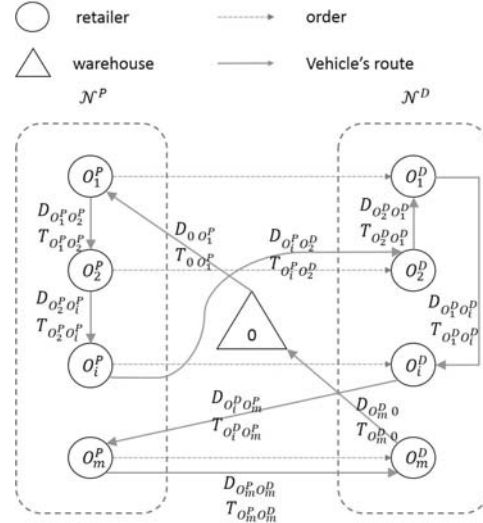 retailer order
warehouse Vehicle's route
𝒩^P 𝒩^D
O_1^P O_1^D
D_{O_1^P O_2^P} D_{0 O_1^P} D_{O_i^P O_2^D} D_{O_2^D O_1^D}
T_{O_1^P O_2^P} T_{0 O_1^P} T_{O_i^P O_2^D} T_{O_2^D O_1^D}
O_2^P O_2^D
D_{O_2^P O_i^P} D_{O_1^D O_i^D}
T_{O_2^P O_i^P} T_{O_1^D O_i^D}
0
O_i^P O_i^D
D_{O_i^D O_m^P} D_{O_m^D 0}
T_{O_i^D O_m^P} T_{O_m^D 0}
O_m^P O_m^D
D_{O_m^P O_m^D}
T_{O_m^P O_m^D}